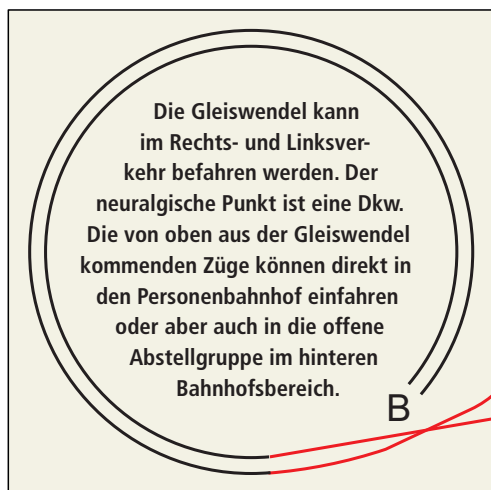 Die Gleiswendel kann
im Rechts- und Linksver-
kehr befahren werden. Der
neuralgische Punkt ist eine Dkw.
Die von oben aus der Gleiswendel
kommenden Züge können direkt in
den Personenbahnhof einfahren
oder aber auch in die offene
Abstellgruppe im hinteren
Bahnhofsbereich.
B